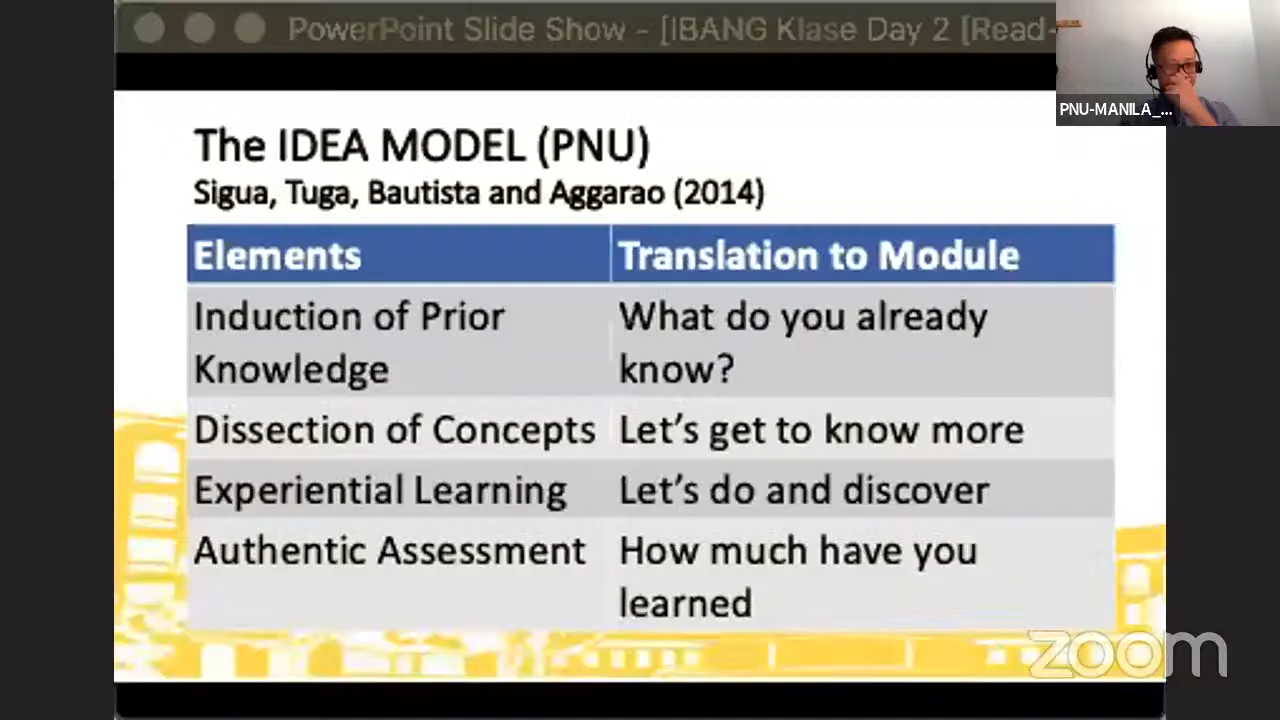 PowerPoint Slide Show - [IBANG Klase Day 2 [Read-
PNU-MANILA_...
The IDEA MODEL (PNU)
Sigua, Tuga, Bautista and Aggarao (2014)
Elements
Translation to Module
Induction of Prior
Knowledge
What do you already
know?
Dissection of Concepts
Let's get to know more
Experiential Learning
Let's do and discover
Authentic Assessment
How much have you
learned
zoom